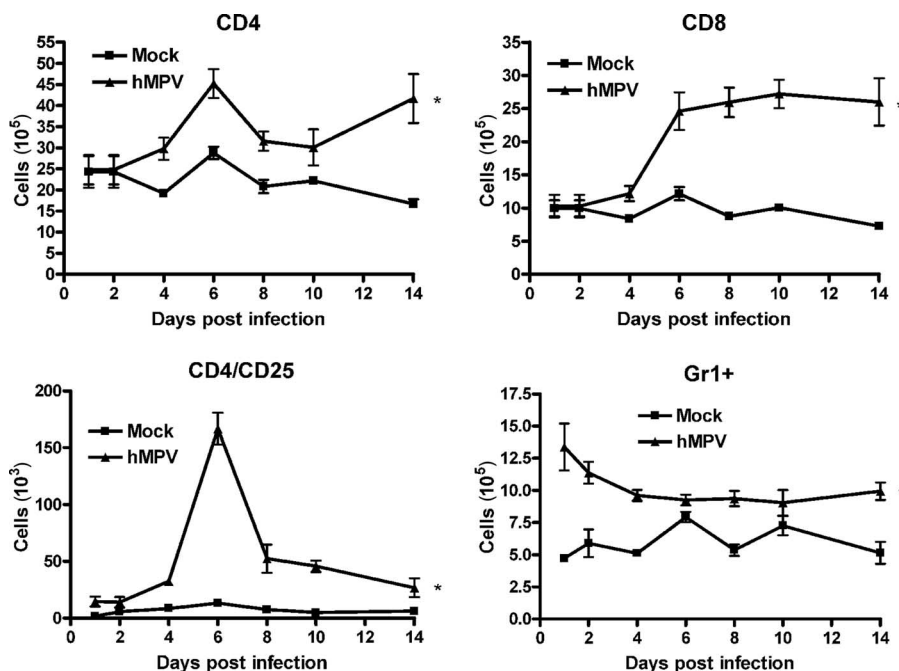 CD4
55
50
45
40
35
30
25
20
15
10
5
0
Cells (10⁵)
Mock
hMPV
*
0 2 4 6 8 10 12 14
Days post infection
CD8
35
30
25
20
15
10
5
0
Cells (10⁵)
Mock
hMPV
0 2 4 6 8 10 12 14
Days post infection
CD4/CD25
200
150
100
50
0
Cells (10³)
Mock
hMPV
*
0 2 4 6 8 10 12 14
Days post infection
Gr1+
17.5
15.0
12.5
10.0
7.5
5.0
2.5
0.0
Cells (10⁵)
Mock
hMPV
0 2 4 6 8 10 12 14
Days post infection